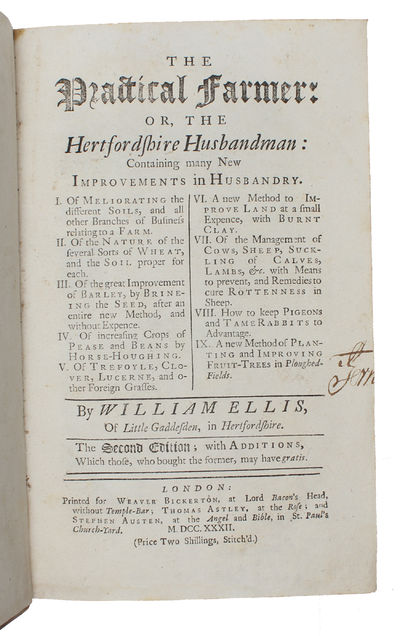 THE
Practical Farmer:
OR, THE
Hertfordſhire Husbandman:
Containing many New
IMPROVEMENTS in HUSBANDRY.
I. Of MELIORATING the
different SOILS, and all
other Branches of Buſineſs
relating to a FARM.
II. Of the NATURE of the
ſeveral Sorts of WHEAT,
and the SOIL proper for
each.
III. Of the great Improvement
of BARLEY, by BRINE-
ING the SEED, after an
entire new Method, and
without Expence.
IV. Of increaſing Crops of
PEASE and BEANS by
HORSE-HOUGHING.
V. Of TREFOYLE, CLO-
VER, LUCERNE, and o-
ther Foreign Graſſes.
VI. A new Method to IM-
PROVE LAND at a ſmall
Expence, with BURNT
CLAY.
VII. Of the Management of
COWS, SHEEP, SUCK-
LING of CALVES,
LAMBS, &c. with Means
to prevent, and Remedies to
cure ROTTENNESS in
Sheep.
VIII. How to keep PIGEONS
and TAME RABBITS to
Advantage.
IX. A new Method of PLAN-
TING and IMPROVING
FRUIT-TREES in Ploughed-
Fields.
By WILLIAM ELLIS,
Of Little Gaddeſden, in Hertfordſhire.
The Second Edition; with ADDITIONS,
Which thoſe, who bought the former, may have gratis.
LONDON:
Printed for WEAVER BICKERTON, at Lord Bacon's Head,
without Temple-Bar; THOMAS ASTLEY, at the Roſe; and
STEPHEN AUSTEN, at the Angel and Bible, in St. Paul's
Church-Yard. M.DCC.XXXII.
(Price Two Shillings, Stitch'd.)